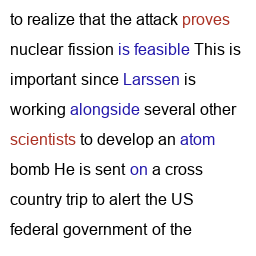 to realize that the attack proves
nuclear fission is feasible This is
important since Larssen is
working alongside several other
scientists to develop an atom
bomb He is sent on a cross
country trip to alert the US
federal government of the